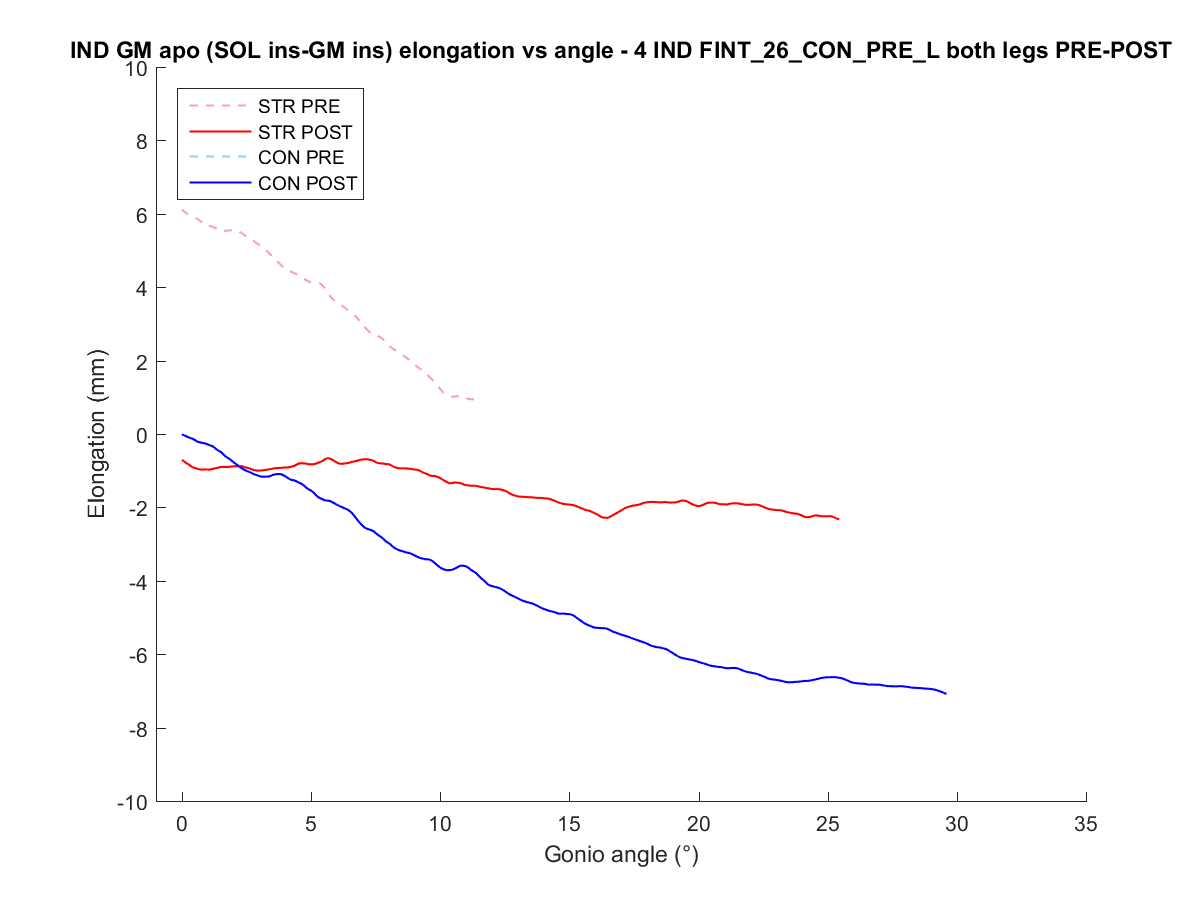 IND GM apo (SOL ins-GM ins) elongation vs angle - 4 IND FINT_26_CON_PRE_L both legs PRE-POST
STR PRE
STR POST
CON PRE
CON POST
10
8
6
4
2
0
-2
-4
-6
-8
-10
Elongation (mm)
0 5 10 15 20 25 30 35
Gonio angle (°)